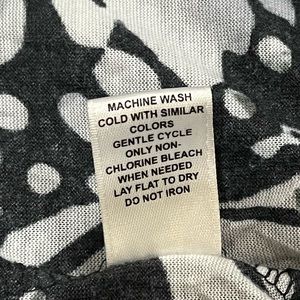 MACHINE WASH
COLD WITH SIMILAR
COLORS
GENTLE CYCLE
ONLY NON-
CHLORINE BLEACH
WHEN NEEDED
LAY FLAT TO DRY
DO NOT IRON